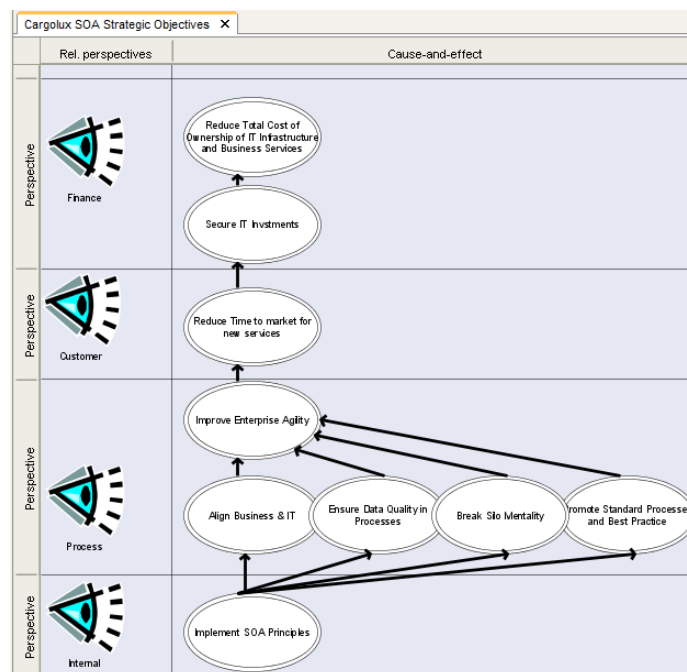 Cargolux SOA Strategic Objectives
Rel. perspectives
Cause-and-effect
Perspective
Finance
Reduce Total Cost of
Ownership of IT Infastructure
and Business Services
Secure IT Invstments
Perspective
Customer
Reduce Time to market for
new services
Perspective
Process
Improve Enterprise Agility
Align Business & IT
Ensure Data Quality in
Processes
Break Silo Mentality
romote Standard Processe
and Best Practice
Perspective
Internal
Implement SOA Principles